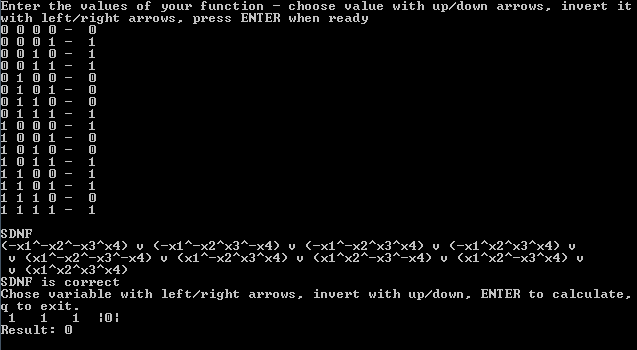 Enter the values of your function - choose value with up/down arrows, invert it
with left/right arrows, press ENTER when ready
0 0 0 0 -  0
0 0 0 1 -  1
0 0 1 0 -  1
0 0 1 1 -  1
0 1 0 0 -  0
0 1 0 1 -  0
0 1 1 0 -  0
0 1 1 1 -  1
1 0 0 0 -  1
1 0 0 1 -  0
1 0 1 0 -  0
1 0 1 1 -  1
1 1 0 0 -  1
1 1 0 1 -  1
1 1 1 0 -  0
1 1 1 1 -  1
SDNF
(-x1^-x2^-x3^x4) v (-x1^-x2^x3^-x4) v (-x1^-x2^x3^x4) v (-x1^x2^x3^x4) v
 v (x1^-x2^-x3^-x4) v (x1^-x2^x3^x4) v (x1^x2^-x3^-x4) v (x1^x2^-x3^x4) v
 v (x1^x2^x3^x4)
SDNF is correct
Chose variable with left/right arrows, invert with up/down, ENTER to calculate,
q to exit.
 1   1   1  |0|
Result: 0